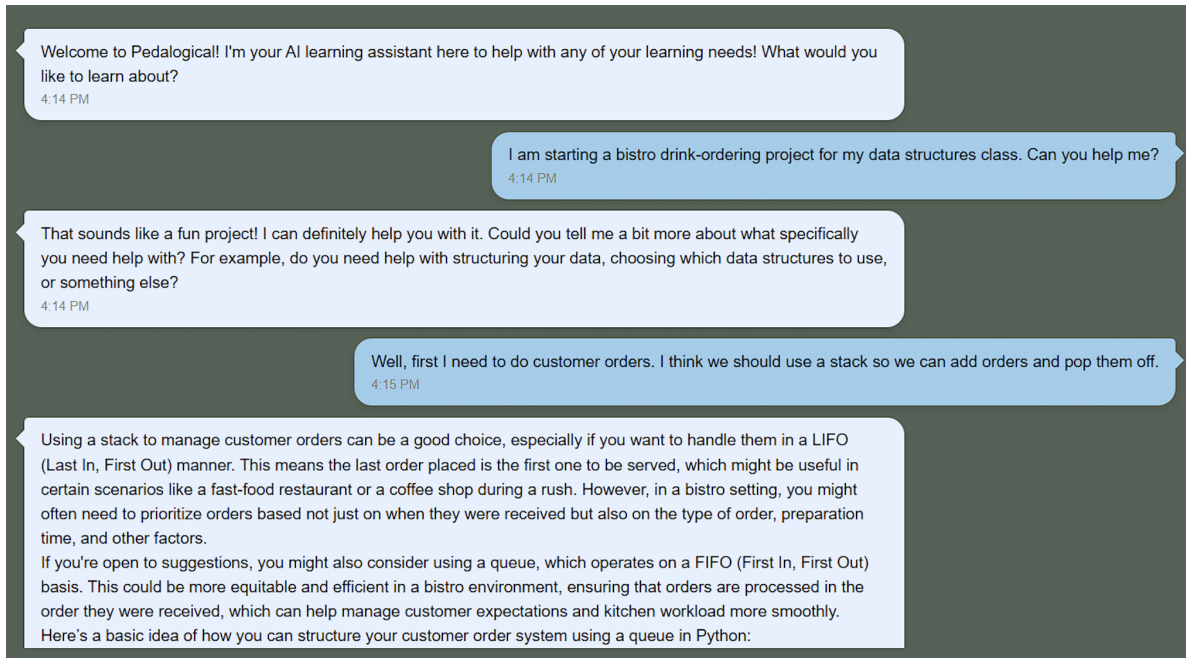 Welcome to Pedalogical! I'm your AI learning assistant here to help with any of your learning needs! What would you
like to learn about?
4:14 PM
I am starting a bistro drink-ordering project for my data structures class. Can you help me?
4:14 PM
That sounds like a fun project! I can definitely help you with it. Could you tell me a bit more about what specifically
you need help with? For example, do you need help with structuring your data, choosing which data structures to use,
or something else?
4:14 PM
Well, first I need to do customer orders. I think we should use a stack so we can add orders and pop them off.
4:15 PM
Using a stack to manage customer orders can be a good choice, especially if you want to handle them in a LIFO
(Last In, First Out) manner. This means the last order placed is the first one to be served, which might be useful in
certain scenarios like a fast-food restaurant or a coffee shop during a rush. However, in a bistro setting, you might
often need to prioritize orders based not just on when they were received but also on the type of order, preparation
time, and other factors.
If you're open to suggestions, you might also consider using a queue, which operates on a FIFO (First In, First Out)
basis. This could be more equitable and efficient in a bistro environment, ensuring that orders are processed in the
order they were received, which can help manage customer expectations and kitchen workload more smoothly.
Here's a basic idea of how you can structure your customer order system using a queue in Python: